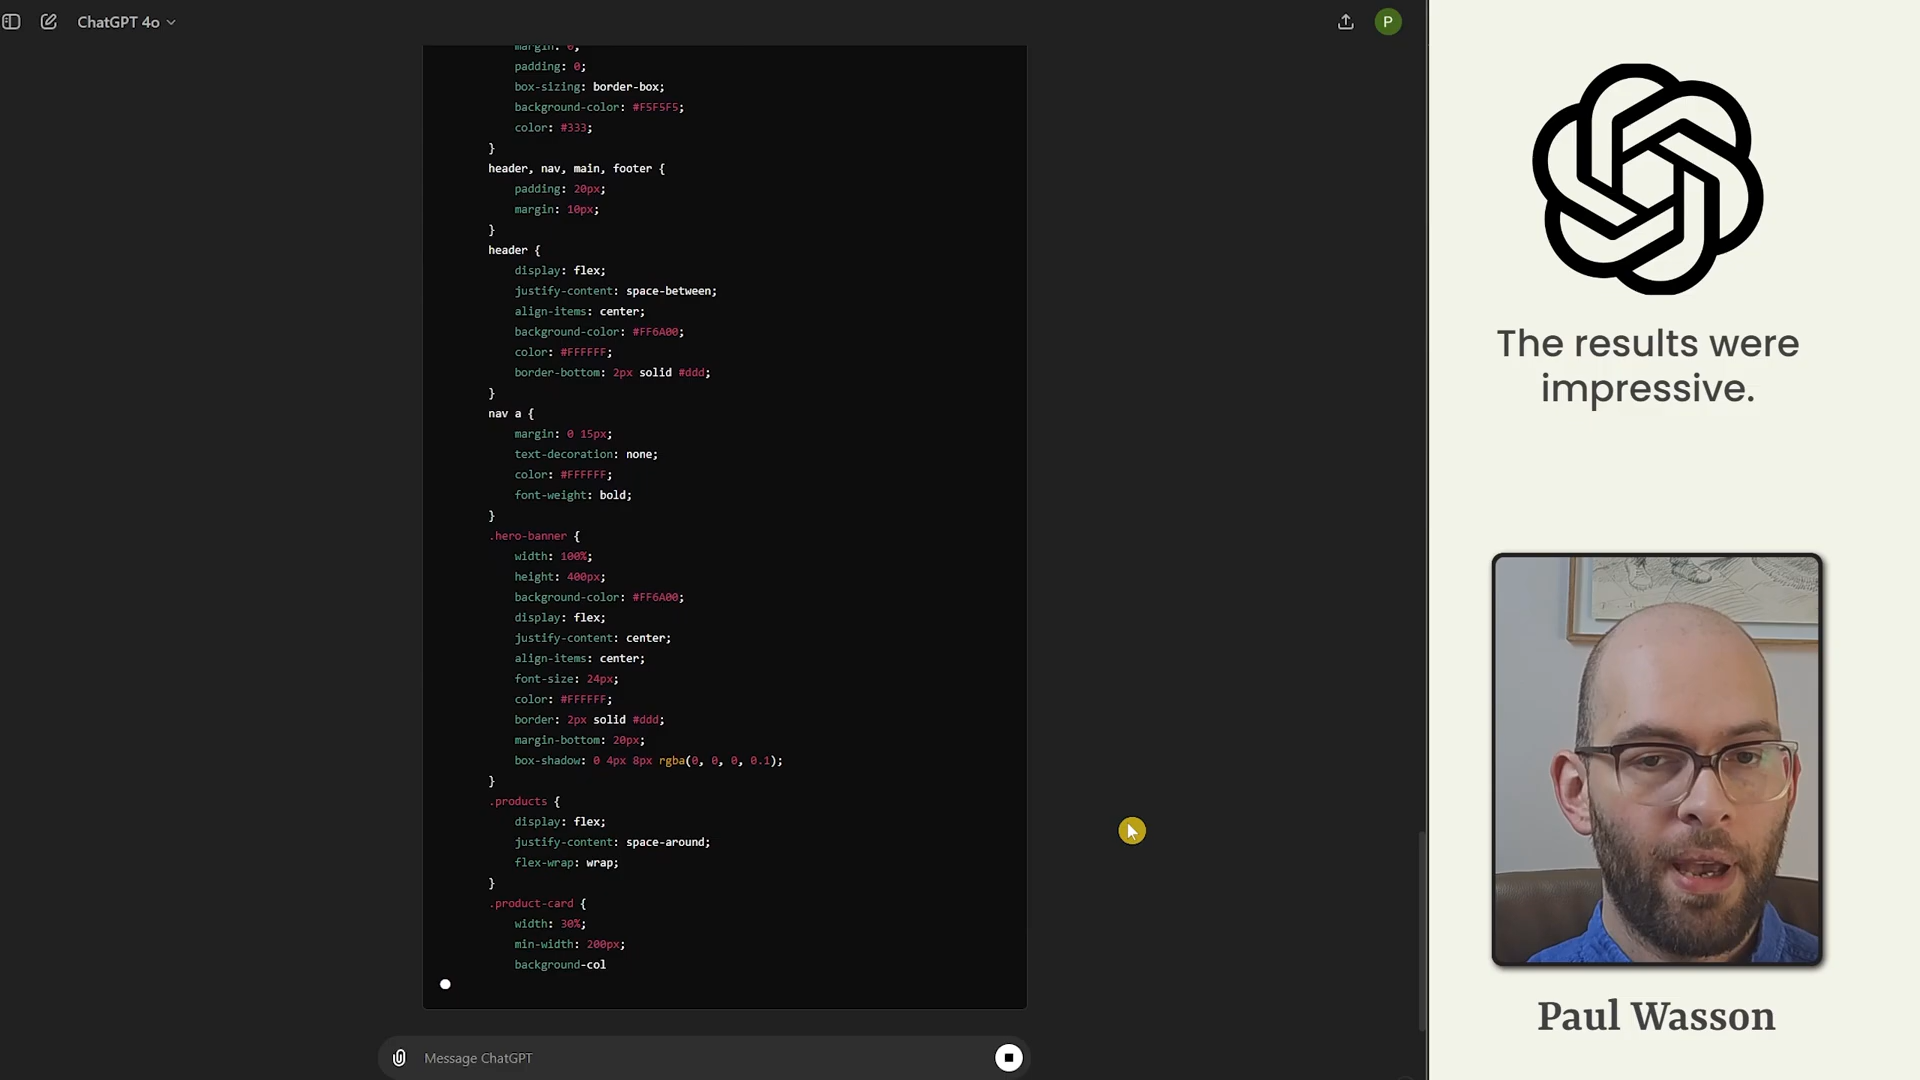 ChatGPT 4o
P
margin: 0;
padding: 0;
box-sizing: border-box;
background-color: #F5F5F5;
color: #333;
}
header, nav, main, footer {
padding: 20px;
margin: 10px;
}
header {
display: flex;
justify-content: space-between;
align-items: center;
background-color: #FF6A00;
color: #FFFFFF;
border-bottom: 2px solid #ddd;
}
nav a {
margin: 0 15px;
text-decoration: none;
color: #FFFFFF;
font-weight: bold;
}
.hero-banner {
width: 100%;
height: 400px;
background-color: #FF6A00;
display: flex;
justify-content: center;
align-items: center;
font-size: 24px;
color: #FFFFFF;
border: 2px solid #ddd;
margin-bottom: 20px;
box-shadow: 0 4px 8px rgba(0, 0, 0, 0.1);
}
.products {
display: flex;
justify-content: space-around;
flex-wrap: wrap;
}
.product-card {
width: 30%;
min-width: 200px;
background-col
Message ChatGPT
The results were
impressive.
Paul Wasson